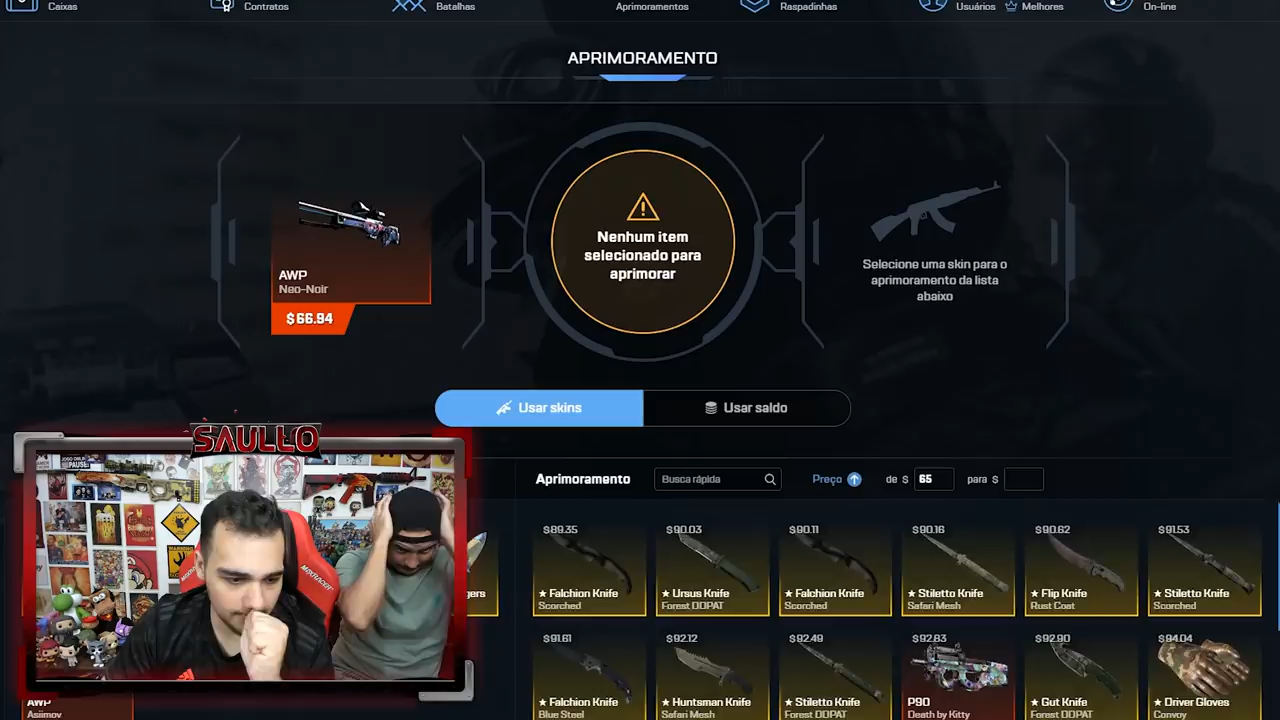 Caixas
Contratos
Batalhas
Aprimoramentos
Raspadinhas
Usuários
Melhores
On-line
APRIMORAMENTO
AWP
Neo-Noir
$66.94
Nenhum item
selecionado para
aprimorar
Selecione uma skin para o
aprimoramento da lista
abaixo
Usar skins
Usar saldo
Aprimoramento
Busca rápida
Preço
de $
65
para $
SAULLO
PAUSE
WARNING
MAXRACER
gers
$89.35
★ Falchion Knife
Scorched
$90.03
★ Ursus Knife
Forest DDPAT
$90.11
★ Falchion Knife
Scorched
$90.16
★ Stiletto Knife
Safari Mesh
$90.62
★ Flip Knife
Rust Coat
$91.53
★ Stiletto Knife
Scorched
$91.61
★ Falchion Knife
Blue Steel
$92.12
★ Huntsman Knife
Safari Mesh
$92.49
★ Stiletto Knife
Forest DDPAT
$92.83
P90
Death by Kitty
$92.90
★ Gut Knife
Forest DDPAT
$94.04
★ Driver Gloves
Convoy
AWP
Asiimov